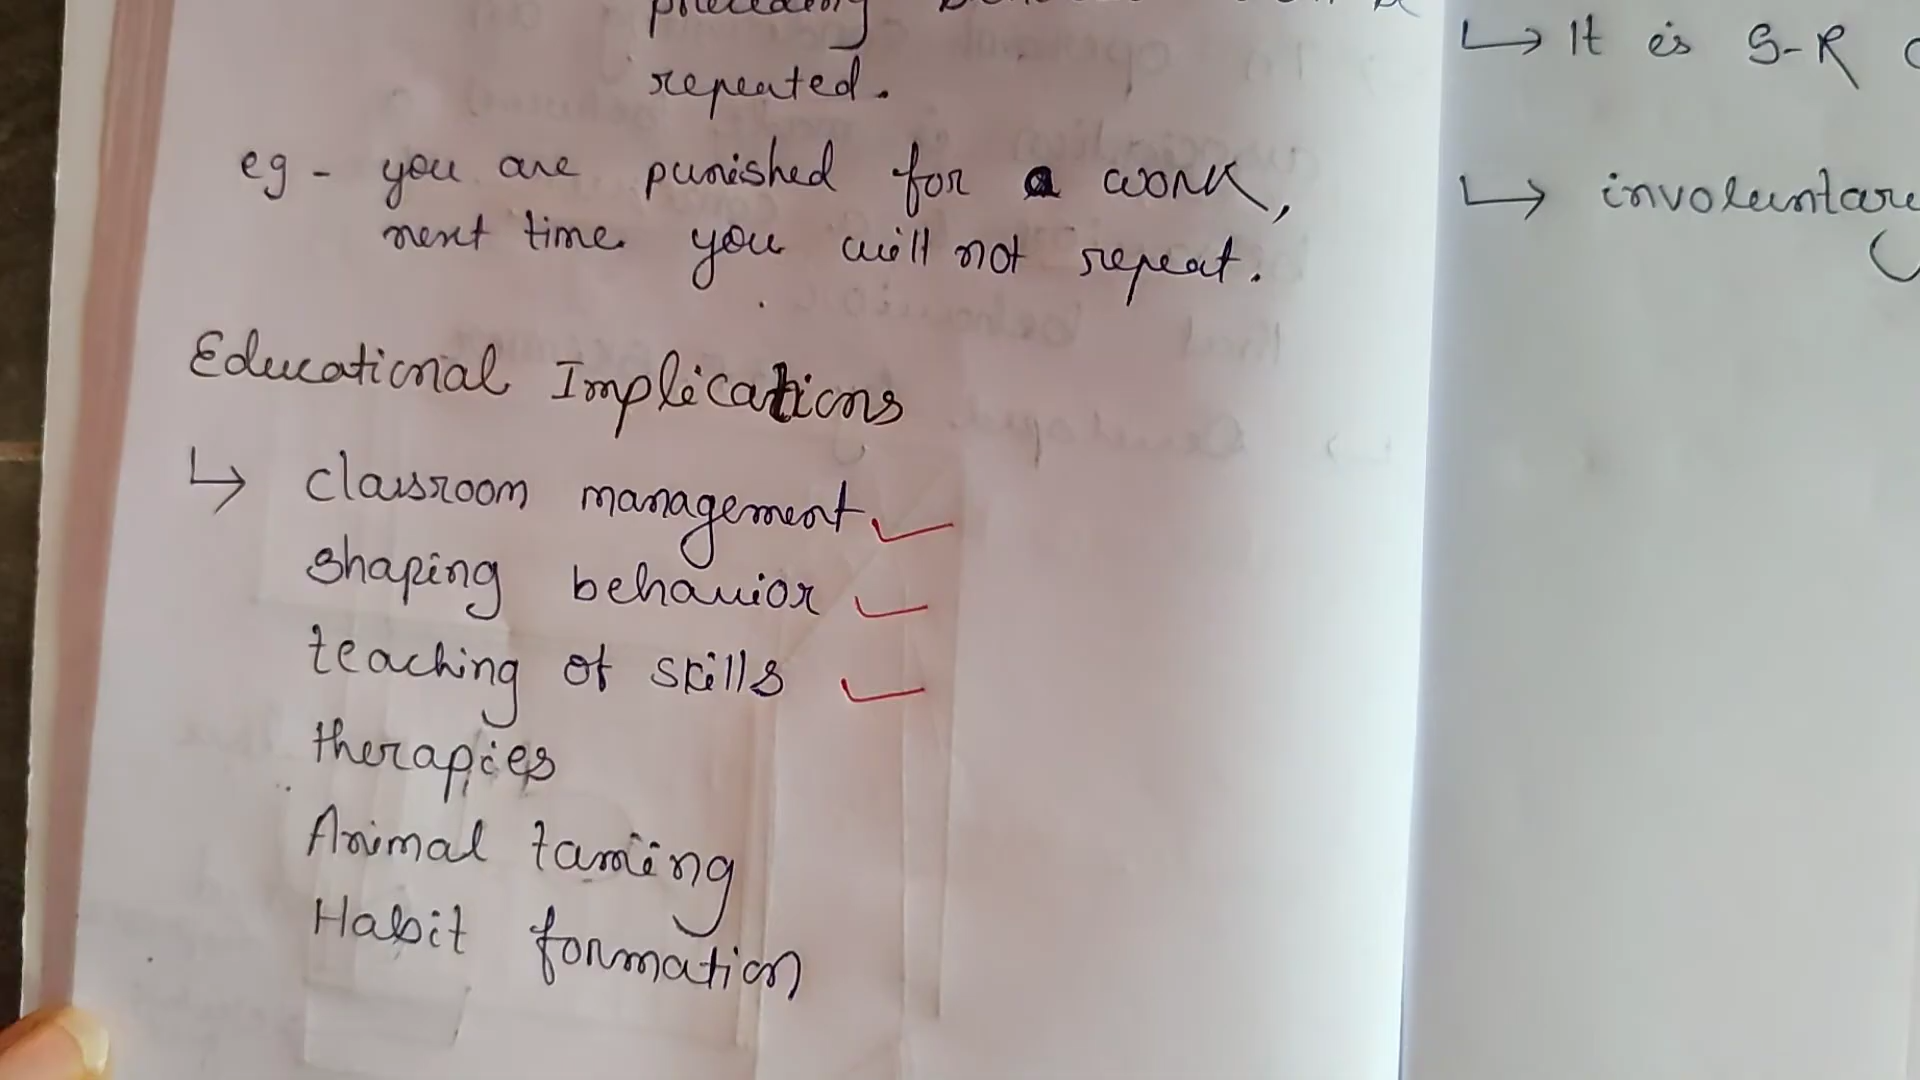 repeated.
eg - you are punished for a work,
next time you will not repeat.
Educational Implications
↳ classroom management
shaping behavior
teaching of skills
therapies
Animal taming
Habit formation
↳ It is S-R
↳ involuntary